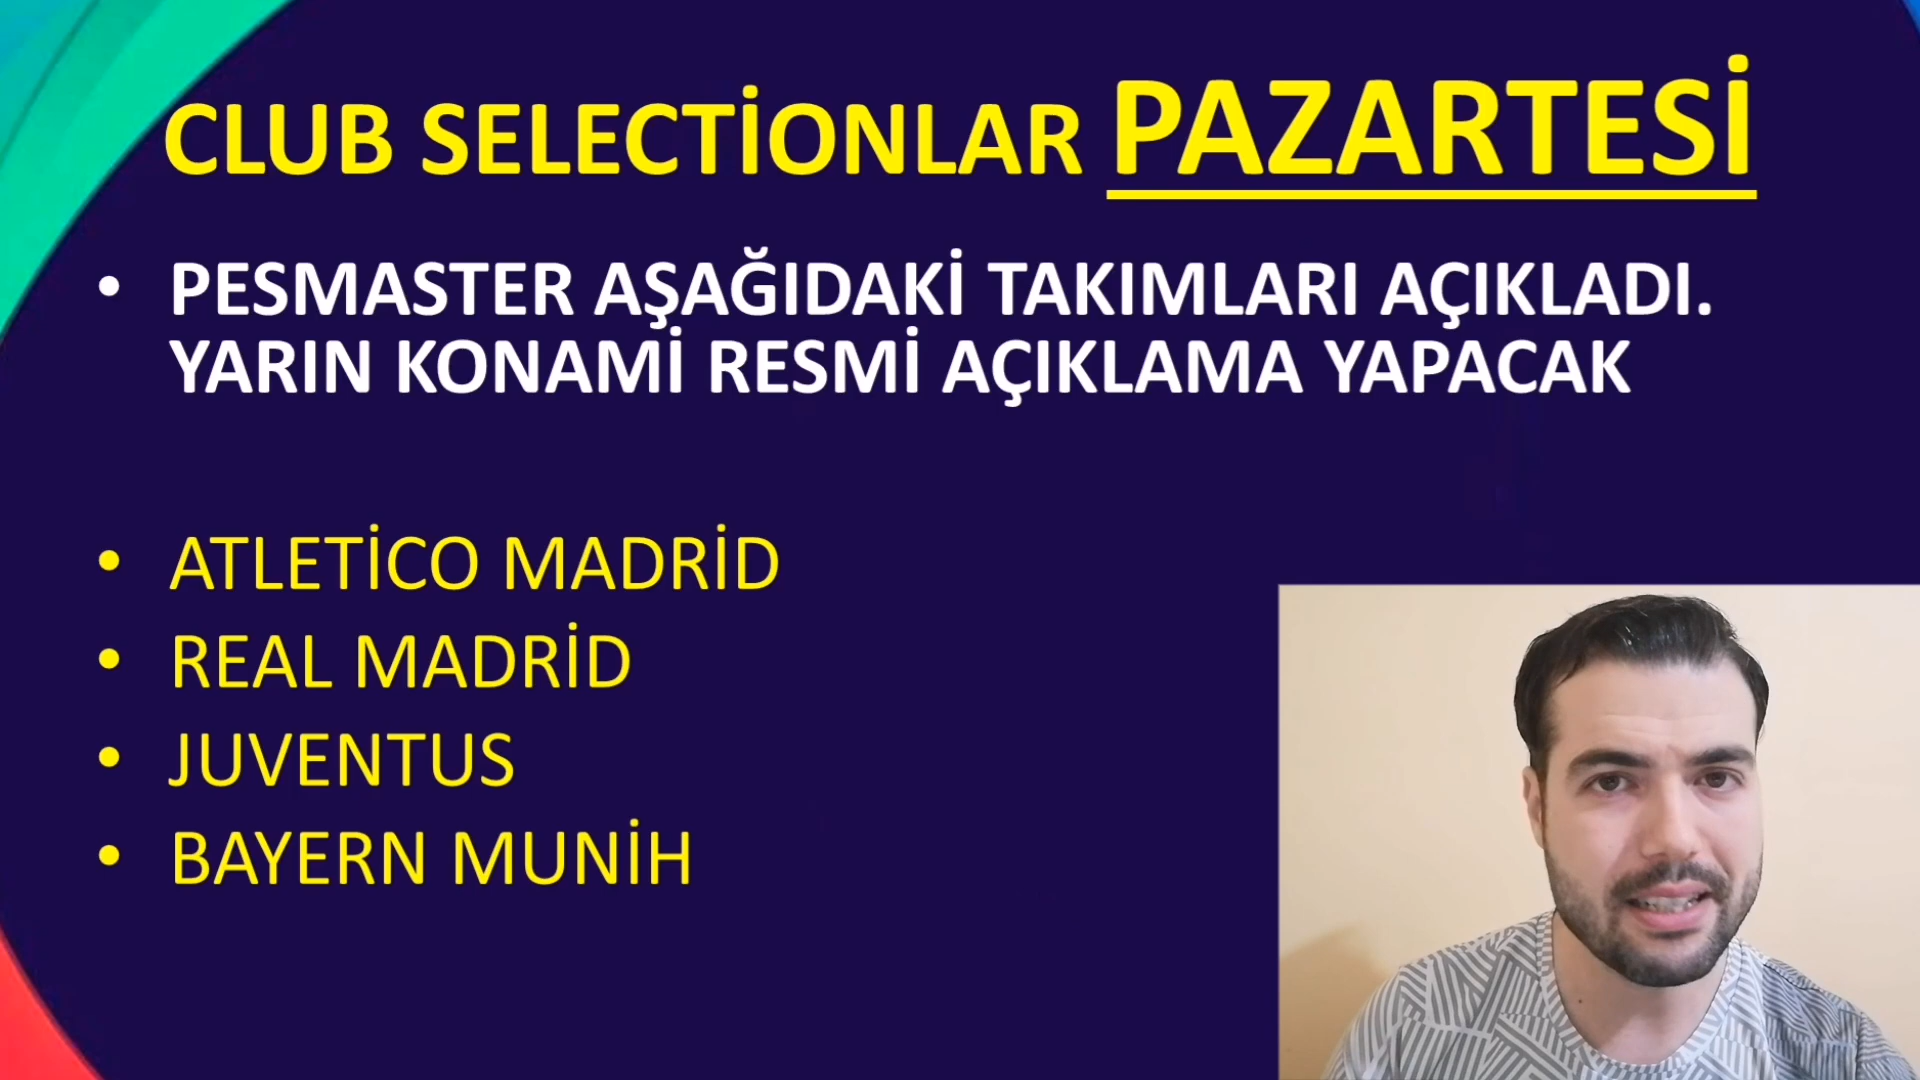 CLUB SELECTİONLAR PAZARTESİ
• PESMASTER AŞAĞIDAKİ TAKIMLARI AÇIKLADI.
YARIN KONAMİ RESMİ AÇIKLAMA YAPACAK
• ATLETİCO MADRİD
• REAL MADRİD
• JUVENTUS
• BAYERN MUNİH